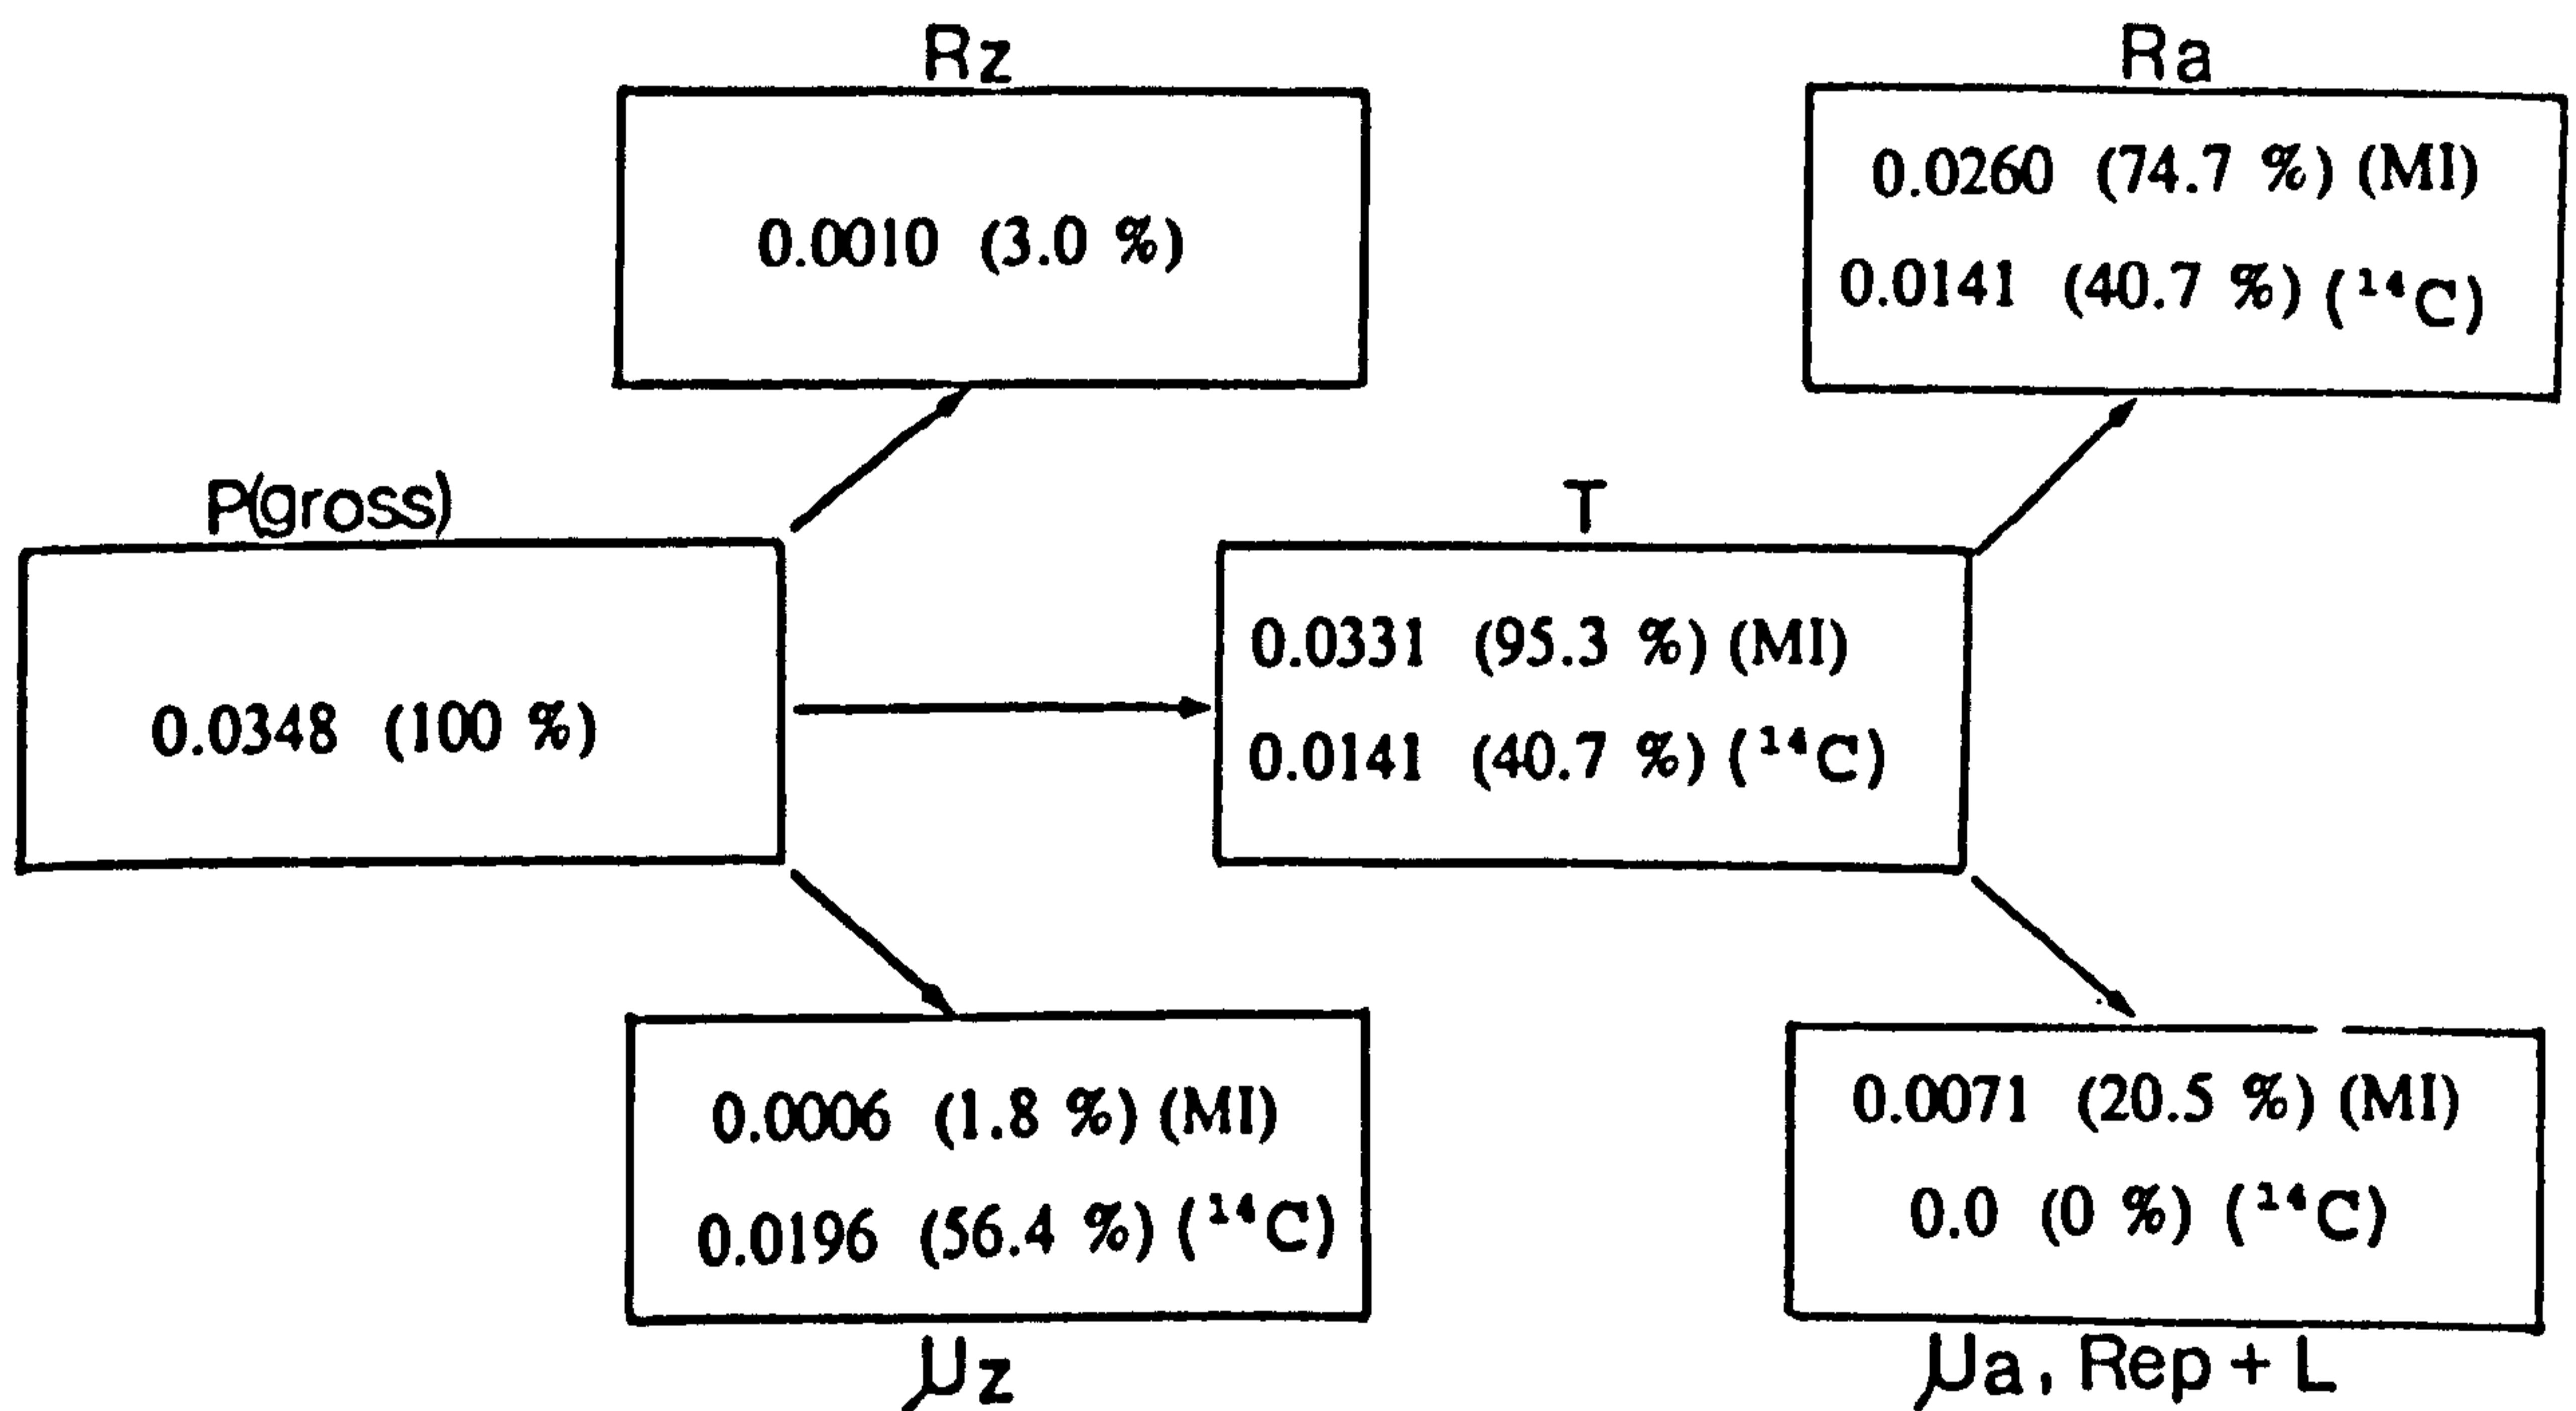 Rz
0.0010 (3.0 %)
Ra
0.0260 (74.7 %) (MI)
0.0141 (40.7 %) (¹⁴C)
P(gross)
0.0348 (100 %)
T
0.0331 (95.3 %) (MI)
0.0141 (40.7 %) (¹⁴C)
0.0006 (1.8 %) (MI)
0.0196 (56.4 %) (¹⁴C)
µz
0.0071 (20.5 %) (MI)
0.0 (0 %) (¹⁴C)
µa, Rep + L